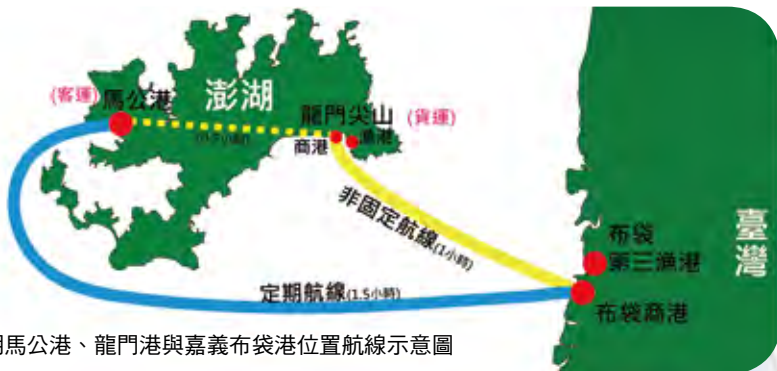 (客運)馬公港
澎湖
龍門尖山 (貨運)
商港
漁港
非固定航線(1小時)
定期航線(1.5小時)
布袋
第三漁港
布袋商港
臺灣
馬公港、龍門港與嘉義布袋港位置航線示意圖